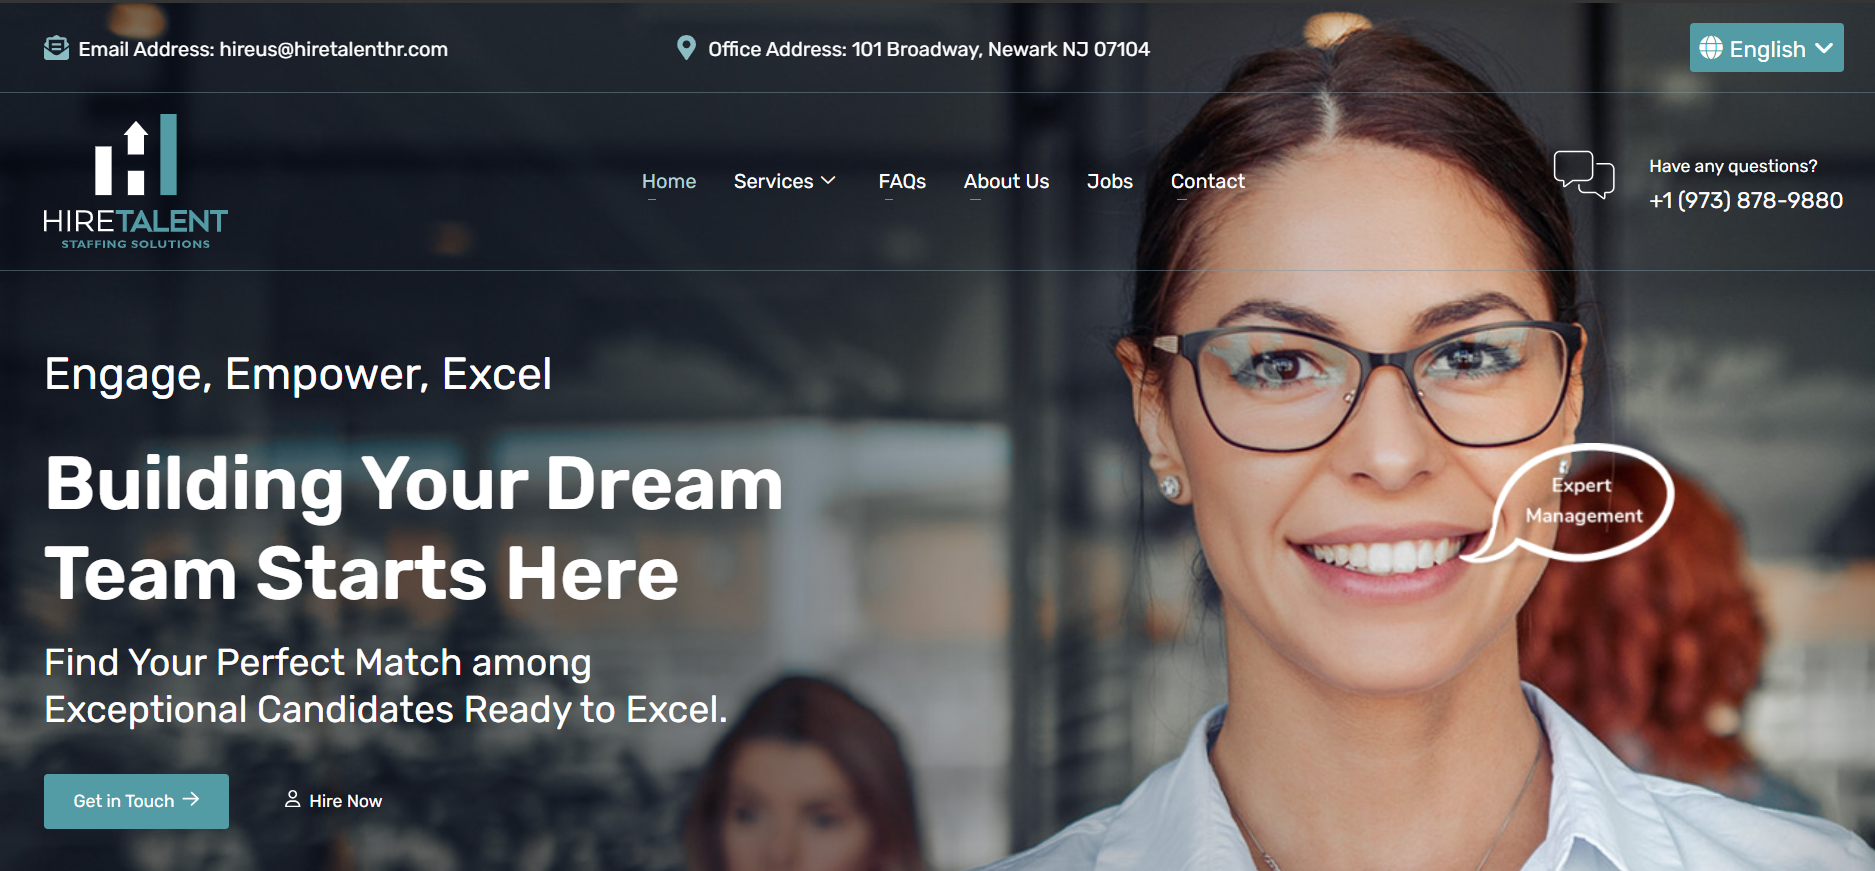 Email Address: hireus@hiretalenthr.com
Office Address: 101 Broadway, Newark NJ 07104
English
HIRETALENT
STAFFING SOLUTIONS
Home
Services
FAQs
About Us
Jobs
Contact
Have any questions?
+1 (973) 878-9880
Engage, Empower, Excel
Building Your Dream
Team Starts Here
Find Your Perfect Match among
Exceptional Candidates Ready to Excel.
Get in Touch
Hire Now
Expert
Management